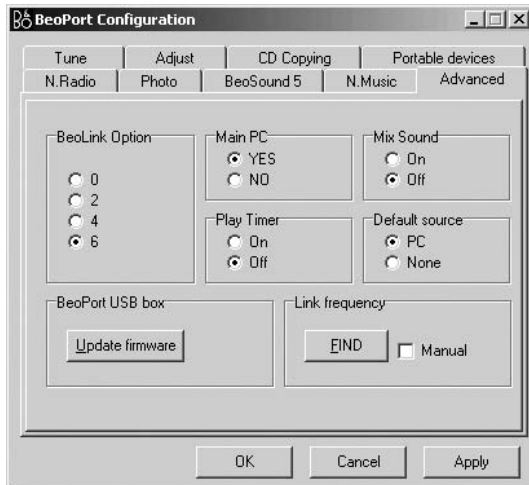 BeoPort Configuration
Tune Adjust CD Copying Portable devices
N.Radio Photo BeoSound 5 N.Music Advanced
BeoLink Option
0
2
4
6
Main PC
YES
NO
Mix Sound
On
Off
Play Timer
On
Off
Default source
PC
None
BeoPort USB box
Update firmware
Link frequency
FIND
Manual
OK Cancel Apply